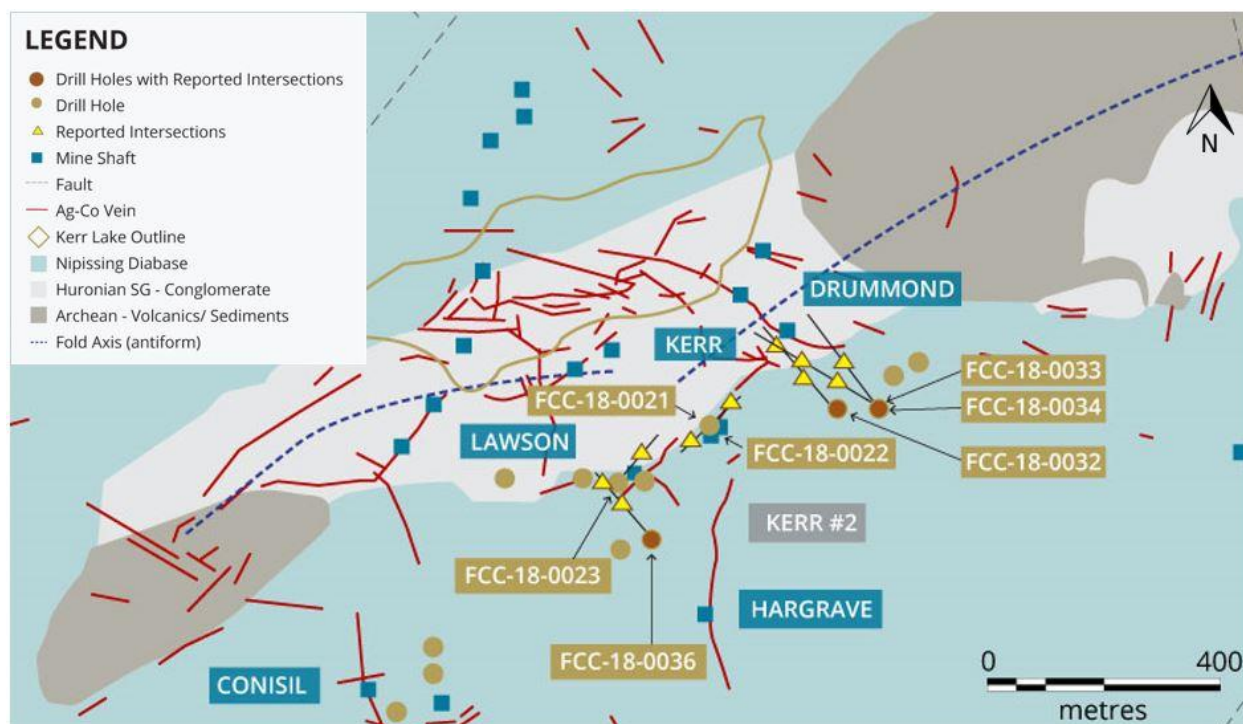 LEGEND
Drill Holes with Reported Intersections
Drill Hole
Reported Intersections
Mine Shaft
Fault
Ag-Co Vein
Kerr Lake Outline
Nipissing Diabase
Huronian SG - Conglomerate
Archean - Volcanics/ Sediments
Fold Axis (antiform)
N
DRUMMOND
KERR
FCC-18-0033
FCC-18-0021
FCC-18-0034
LAWSON
FCC-18-0022
FCC-18-0032
KERR #2
FCC-18-0023
HARGRAVE
FCC-18-0036
CONISIL
0 400
metres